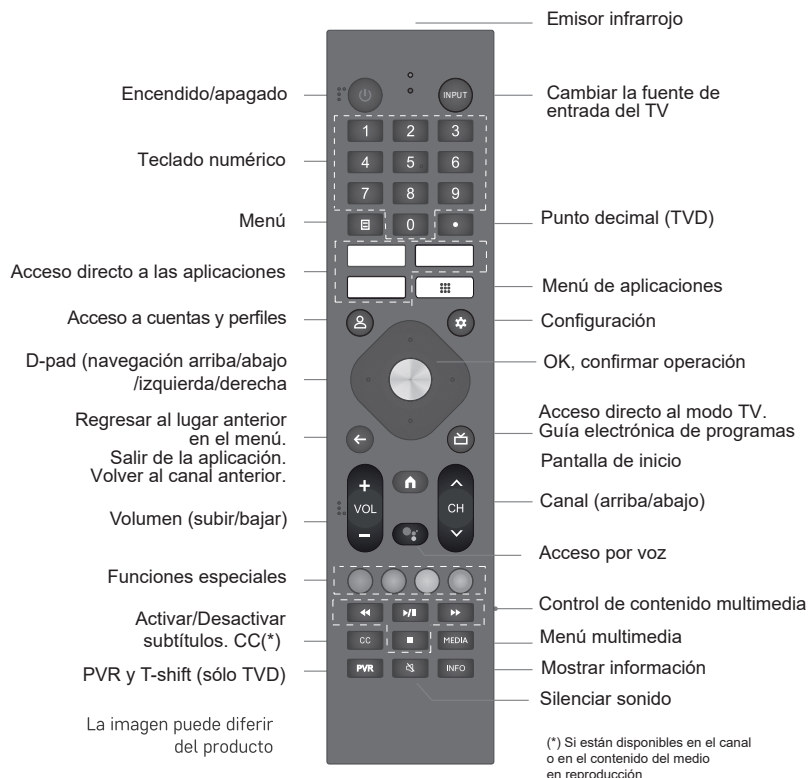 Emisor infrarrojo
Encendido/apagado
INPUT
Cambiar la fuente de
entrada del TV
1 2 3
Teclado numérico
4 5 6
7 8 9
Menú
0 •
Punto decimal (TVD)
Acceso directo a las aplicaciones
Menú de aplicaciones
Acceso a cuentas y perfiles
Configuración
D-pad (navegación arriba/abajo
/izquierda/derecha
OK, confirmar operación
Regresar al lugar anterior
en el menú.
Salir de la aplicación.
Volver al canal anterior.
Acceso directo al modo TV.
Guía electrónica de programas
Pantalla de inicio
+
VOL
−
CH
Canal (arriba/abajo)
Volumen (subir/bajar)
Acceso por voz
Funciones especiales
Control de contenido multimedia
Activar/Desactivar
subtítulos. CC(*)
CC
MEDIA
Menú multimedia
PVR y T-shift (sólo TVD)
PVR
INFO
Mostrar información
Silenciar sonido
La imagen puede diferir
del producto
(*) Si están disponibles en el canal
o en el contenido del medio
en reproducción